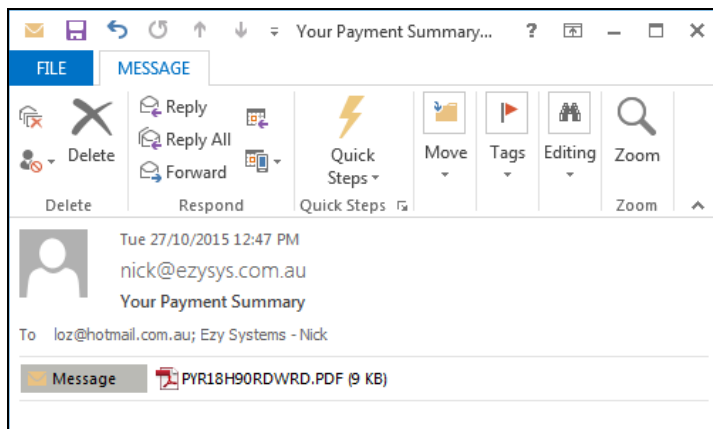 Your Payment Summary... ?
FILE MESSAGE
Delete
Reply
Reply All
Forward
Quick Steps
Move
Tags
Editing
Zoom
Delete Respond Quick Steps Zoom
Tue 27/10/2015 12:47 PM
nick@ezysys.com.au
Your Payment Summary
To loz@hotmail.com.au; Ezy Systems - Nick
Message PYR18H90RDWRD.PDF (9 KB)